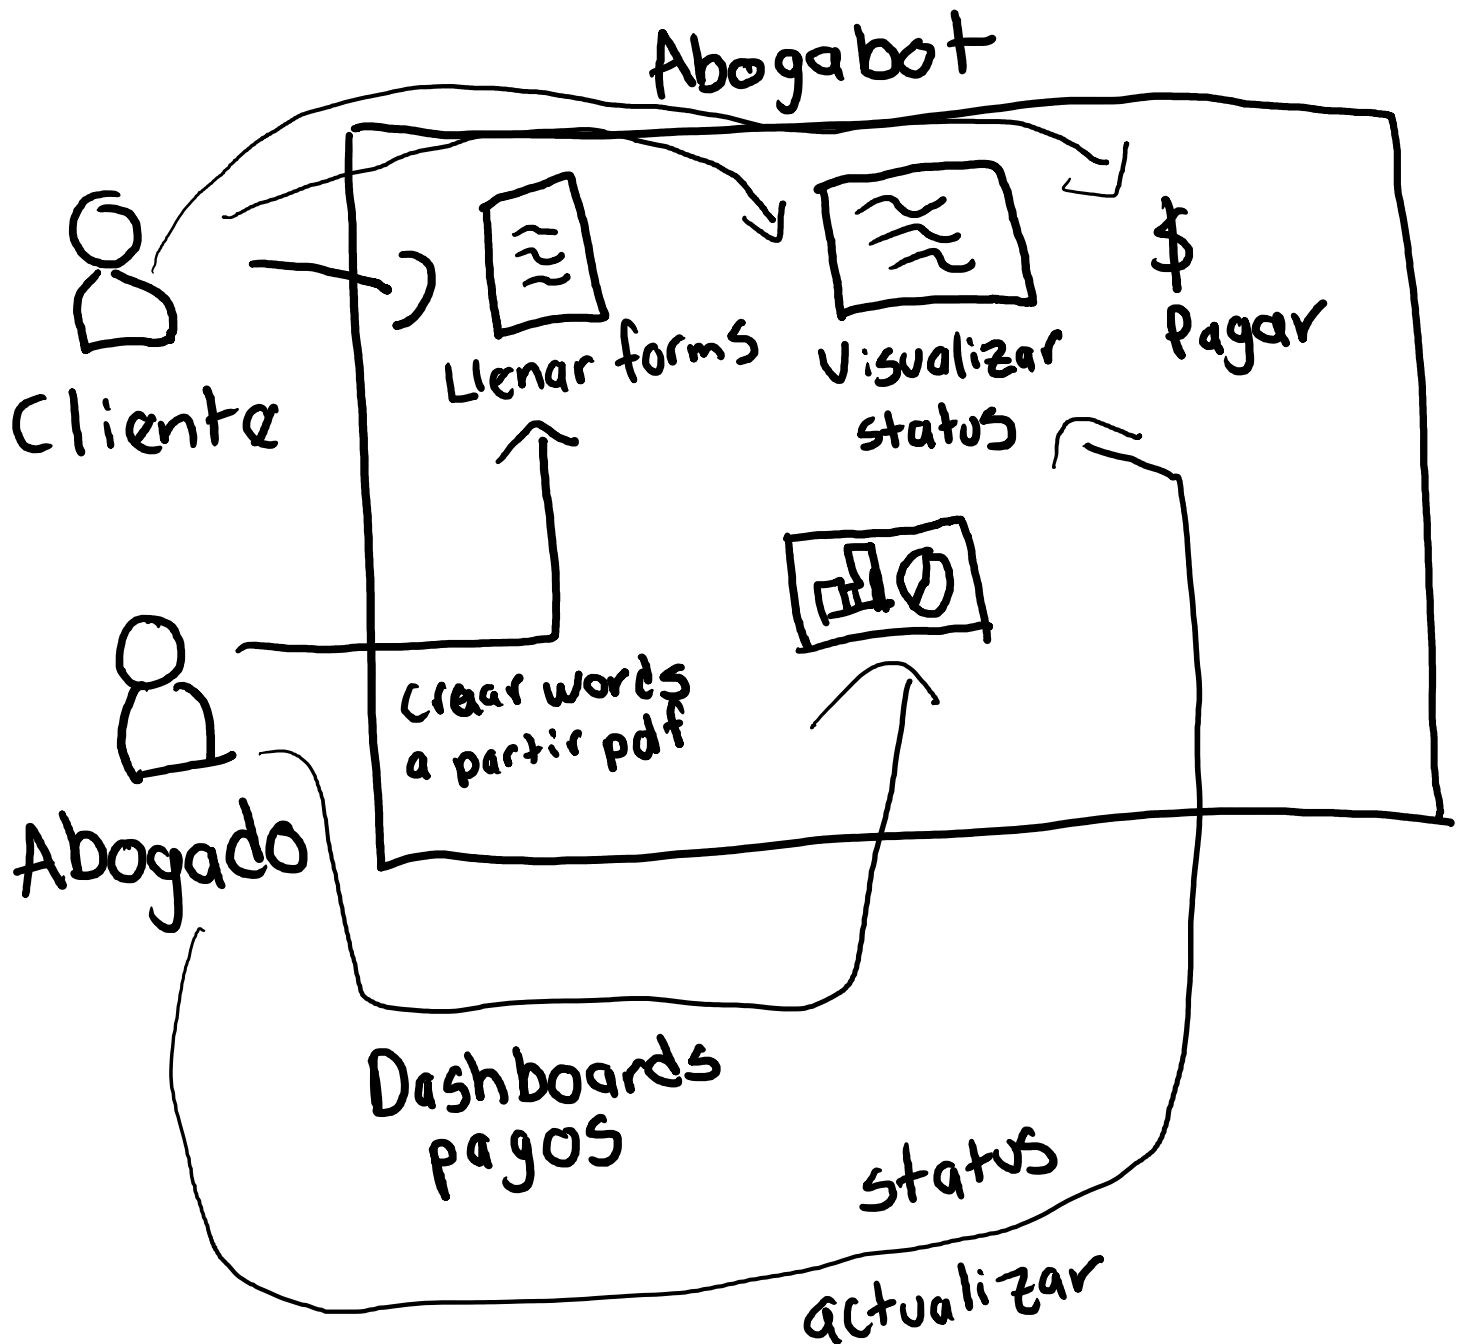 Abogabot
Cliente
Llenar forms
Visualizar
status
$
Pagar
Abogado
Crear words
a partir pdf
Dashboards
pagos
status
actualizar